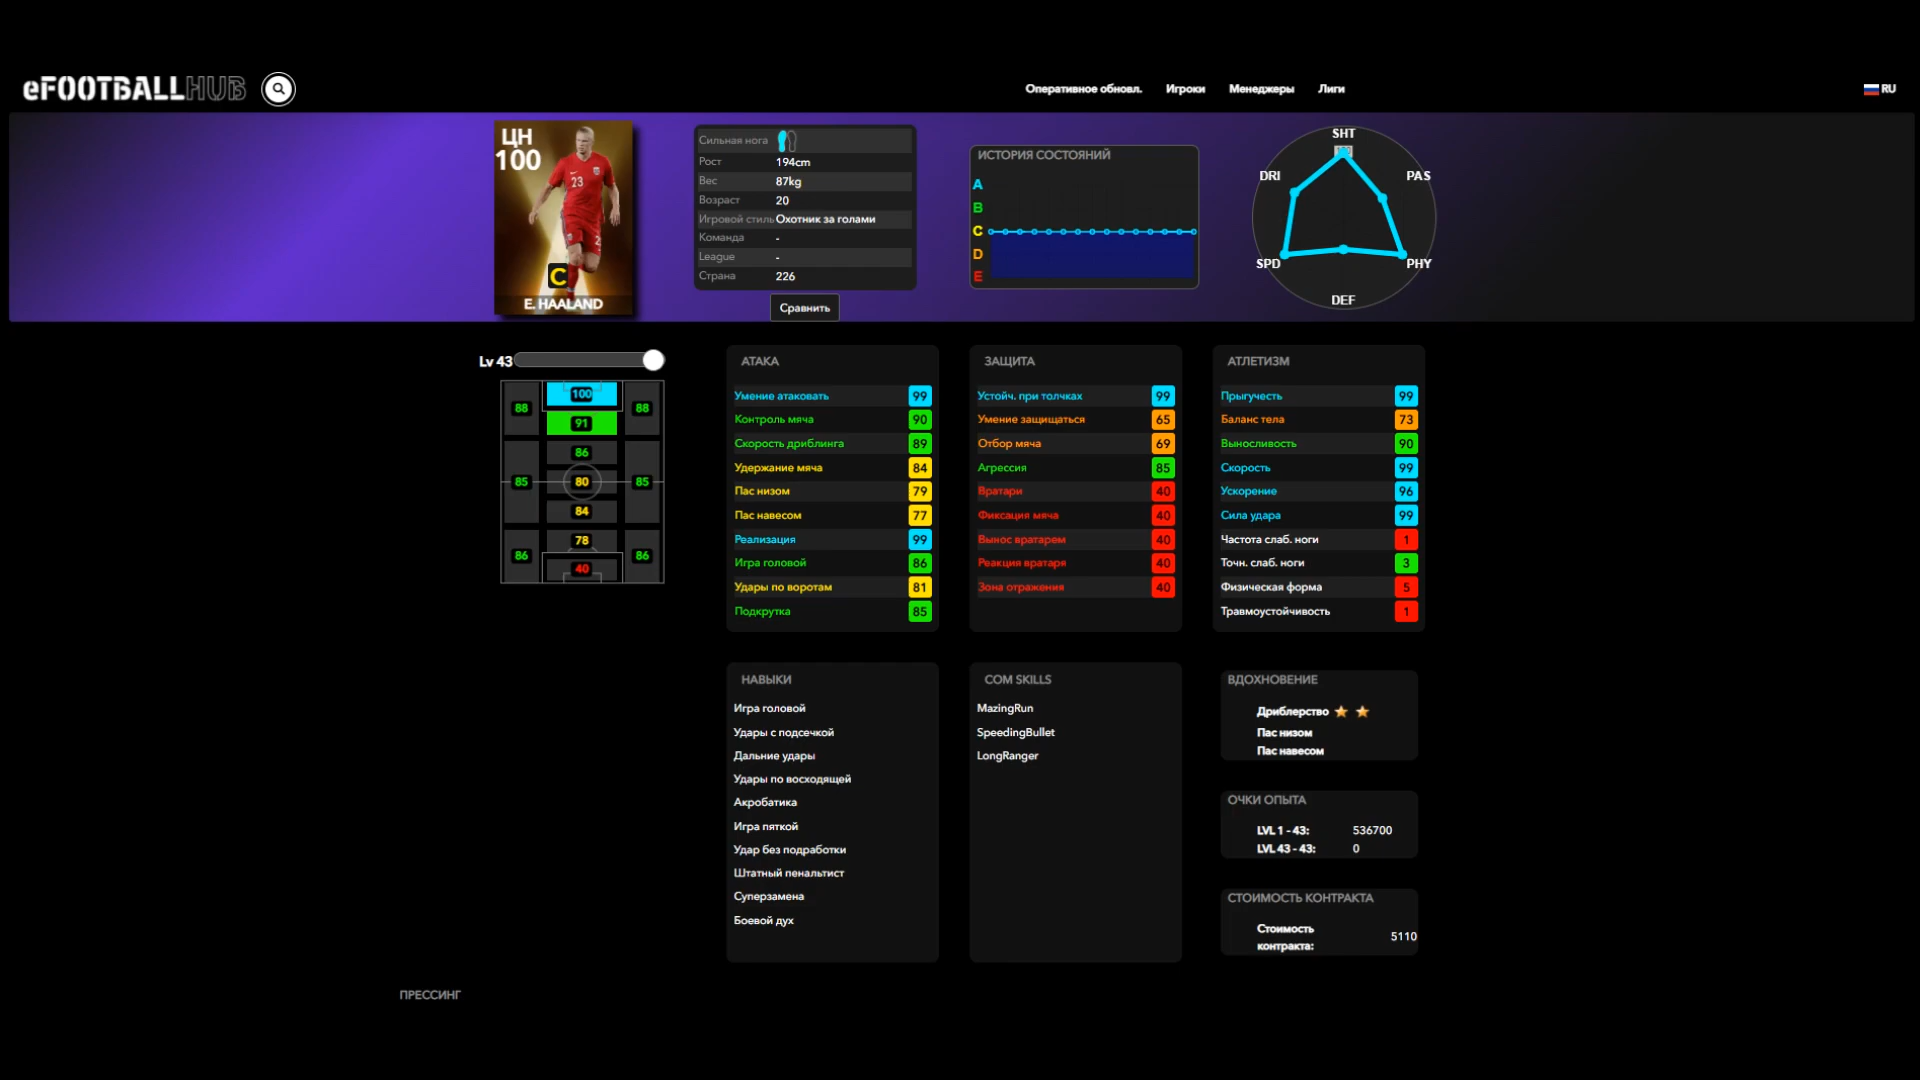 eFOOTBALLHUB
Оперативное обновл. Игроки Менеджеры Лиги
RU
ЦН
100
23
C
E. HAALAND
Сильная нога
Рост 194cm
Вес 87kg
Возраст 20
Игровой стиль Охотник за голами
Команда -
League -
Страна 226
Сравнить
ИСТОРИЯ СОСТОЯНИЙ
A
B
C
D
E
SHT
DRI PAS
SPD PHY
DEF
Lv 43
100
88 88
91
86
85 80 85
84
78
86 86
40
АТАКА
Умение атаковать 99
Контроль мяча 90
Скорость дриблинга 89
Удержание мяча 84
Пас низом 79
Пас навесом 77
Реализация 99
Игра головой 86
Удары по воротам 81
Подкрутка 85
ЗАЩИТА
Устойч. при толчках 99
Умение защищаться 65
Отбор мяча 69
Агрессия 85
Вратари 40
Фиксация мяча 40
Вынос вратарем 40
Реакция вратаря 40
Зона отражения 40
АТЛЕТИЗМ
Прыгучесть 99
Баланс тела 73
Выносливость 90
Скорость 99
Ускорение 96
Сила удара 99
Частота слаб. ноги 1
Точн. слаб. ноги 3
Физическая форма 5
Травмоустойчивость 1
НАВЫКИ
Игра головой
Удары с подсечкой
Дальние удары
Удары по восходящей
Акробатика
Игра пяткой
Удар без подработки
Штатный пенальтист
Суперзамена
Боевой дух
COM SKILLS
MazingRun
SpeedingBullet
LongRanger
ВДОХНОВЕНИЕ
Дриблерство
Пас низом
Пас навесом
ОЧКИ ОПЫТА
LVL 1 - 43: 536700
LVL 43 - 43: 0
СТОИМОСТЬ КОНТРАКТА
Стоимость
контракта: 5110
ПРЕССИНГ